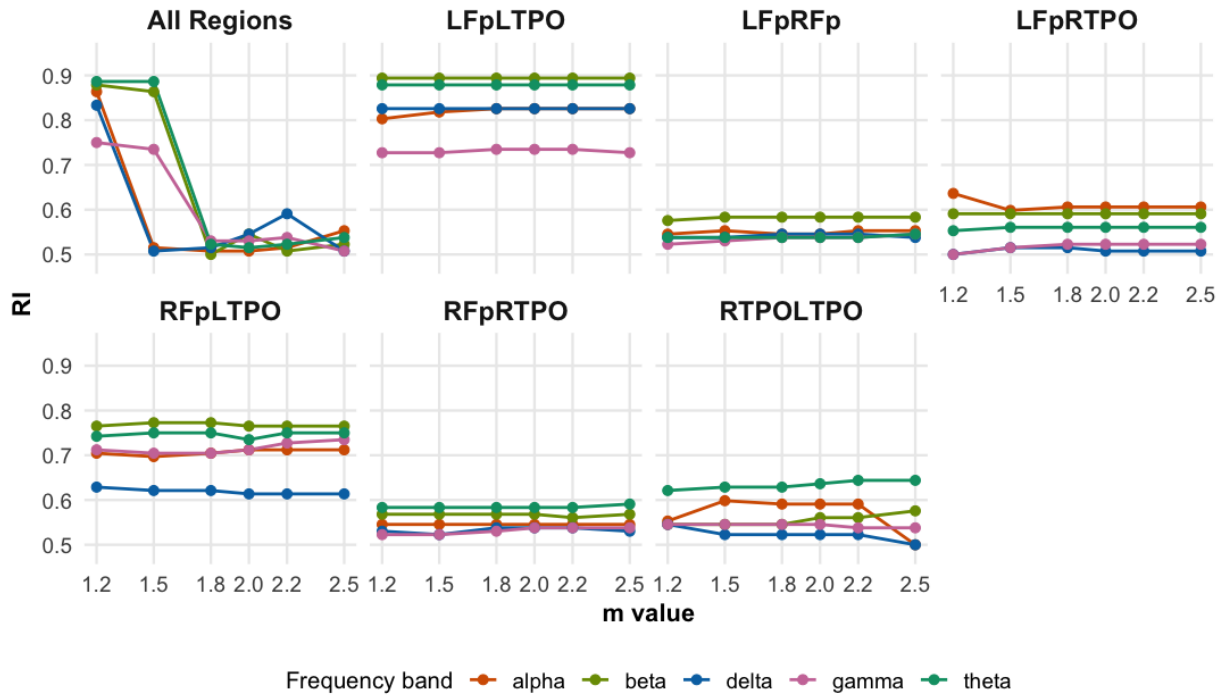 All Regions LFpLTPO LFpRFp LFpRTPO
0.9
0.8
0.7
0.6
0.5
1.2 1.5 1.8 2.0 2.2 2.5
RI
RFpLTPO RFpRTPO RTPOLTPO
0.9
0.8
0.7
0.6
0.5
1.2 1.5 1.8 2.0 2.2 2.5 1.2 1.5 1.8 2.0 2.2 2.5 1.2 1.5 1.8 2.0 2.2 2.5
m value
Frequency band alpha beta delta gamma theta